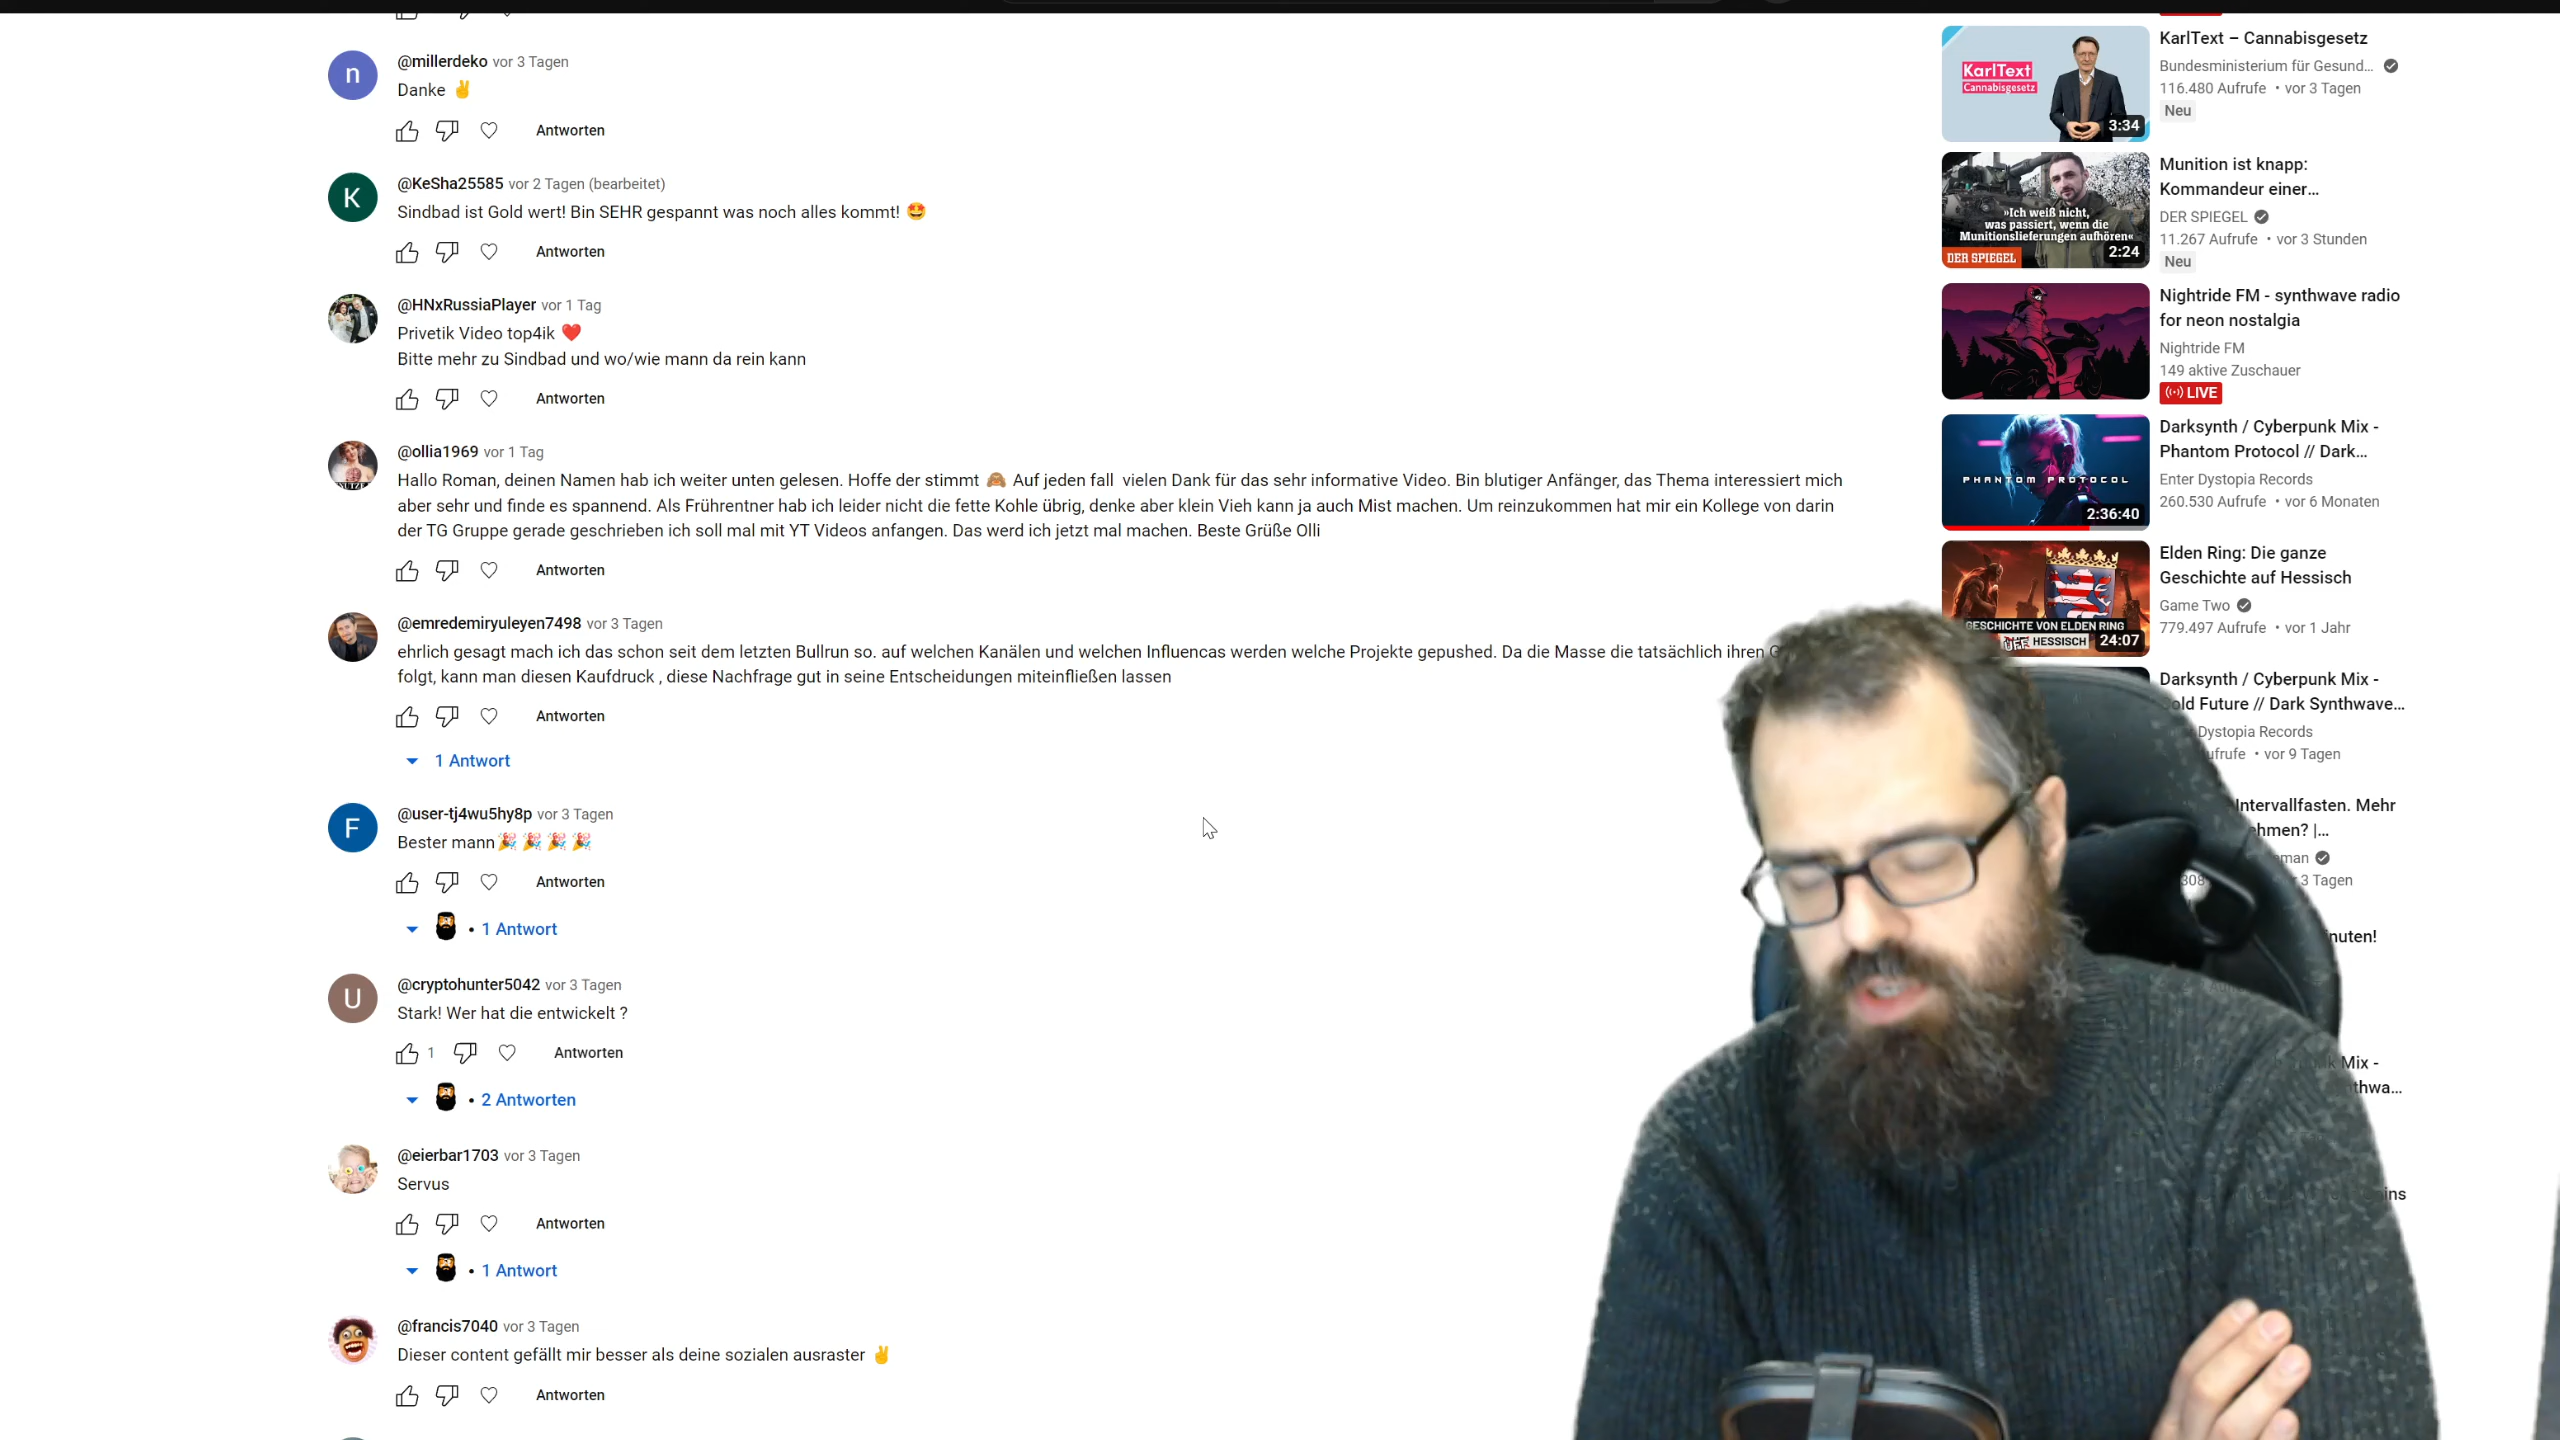 @millerdeko vor 3 Tagen
Danke ✌️
Antworten
@KeSha25585 vor 2 Tagen (bearbeitet)
Sindbad ist Gold wert! Bin SEHR gespannt was noch alles kommt! 🤩
Antworten
@HNxRussiaPlayer vor 1 Tag
Privetik Video top4ik ❤️
Bitte mehr zu Sindbad und wo/wie mann da rein kann
Antworten
@ollia1969 vor 1 Tag
Hallo Roman, deinen Namen hab ich weiter unten gelesen. Hoffe der stimmt 🙈 Auf jeden fall vielen Dank für das sehr informative Video. Bin blutiger Anfänger, das Thema interessiert mich
aber sehr und finde es spannend. Als Frührentner hab ich leider nicht die fette Kohle übrig, denke aber klein Vieh kann ja auch Mist machen. Um reinzukommen hat mir ein Kollege von darin
der TG Gruppe gerade geschrieben ich soll mal mit YT Videos anfangen. Das werd ich jetzt mal machen. Beste Grüße Olli
Antworten
@emredemiryuleyen7498 vor 3 Tagen
ehrlich gesagt mach ich das schon seit dem letzten Bullrun so. auf welchen Kanälen und welchen Influencas werden welche Projekte gepushed. Da die Masse die tatsächlich ihren
folgt, kann man diesen Kaufdruck , diese Nachfrage gut in seine Entscheidungen miteinfließen lassen
Antworten
1 Antwort
F
@user-tj4wu5hy8p vor 3 Tagen
Bester mann🎉🎉🎉🎉
Antworten
• 1 Antwort
U
@cryptohunter5042 vor 3 Tagen
Stark! Wer hat die entwickelt ?
1 Antworten
• 2 Antworten
@eierbar1703 vor 3 Tagen
Servus
Antworten
• 1 Antwort
@francis7040 vor 3 Tagen
Dieser content gefällt mir besser als deine sozialen ausraster ✌️
Antworten
n
K
KarlText
Cannabisgesetz
3:34
KarlText – Cannabisgesetz
Bundesministerium für Gesund...
116.480 Aufrufe • vor 3 Tagen
Neu
»Ich weiß nicht,
was passiert, wenn die
Munitionslieferungen aufhören«
DER SPIEGEL
2:24
Munition ist knapp:
Kommandeur einer...
DER SPIEGEL
11.267 Aufrufe • vor 3 Stunden
Neu
Nightride FM - synthwave radio
for neon nostalgia
Nightride FM
149 aktive Zuschauer
LIVE
PHANTOM PROTOCOL
2:36:40
Darksynth / Cyberpunk Mix -
Phantom Protocol // Dark...
Enter Dystopia Records
260.530 Aufrufe • vor 6 Monaten
GESCHICHTE VON ELDEN RING
UFF HESSISCH
24:07
Elden Ring: Die ganze
Geschichte auf Hessisch
Game Two
779.497 Aufrufe • vor 1 Jahr
Darksynth / Cyberpunk Mix -
Future // Dark Synthwave...
Dystopia Records
• vor 9 Tagen
Intervallfasten. Mehr
3 Tagen
Mix -